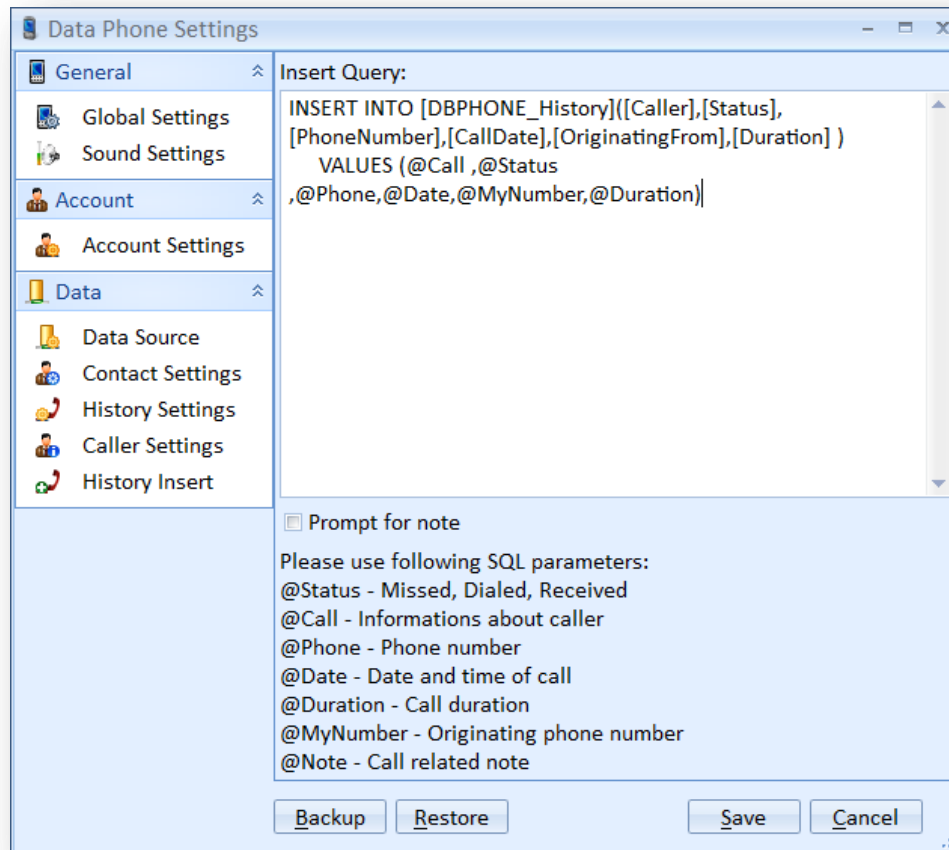 Data Phone Settings
General
Global Settings
Sound Settings
Account
Account Settings
Data
Data Source
Contact Settings
History Settings
Caller Settings
History Insert
Insert Query:
INSERT INTO [DBPHONE_History]([Caller],[Status],
[PhoneNumber],[CallDate],[OriginatingFrom],[Duration] )
VALUES (@Call ,@Status
,@Phone,@Date,@MyNumber,@Duration)
Prompt for note
Please use following SQL parameters:
@Status - Missed, Dialed, Received
@Call - Informations about caller
@Phone - Phone number
@Date - Date and time of call
@Duration - Call duration
@MyNumber - Originating phone number
@Note - Call related note
Backup
Restore
Save
Cancel